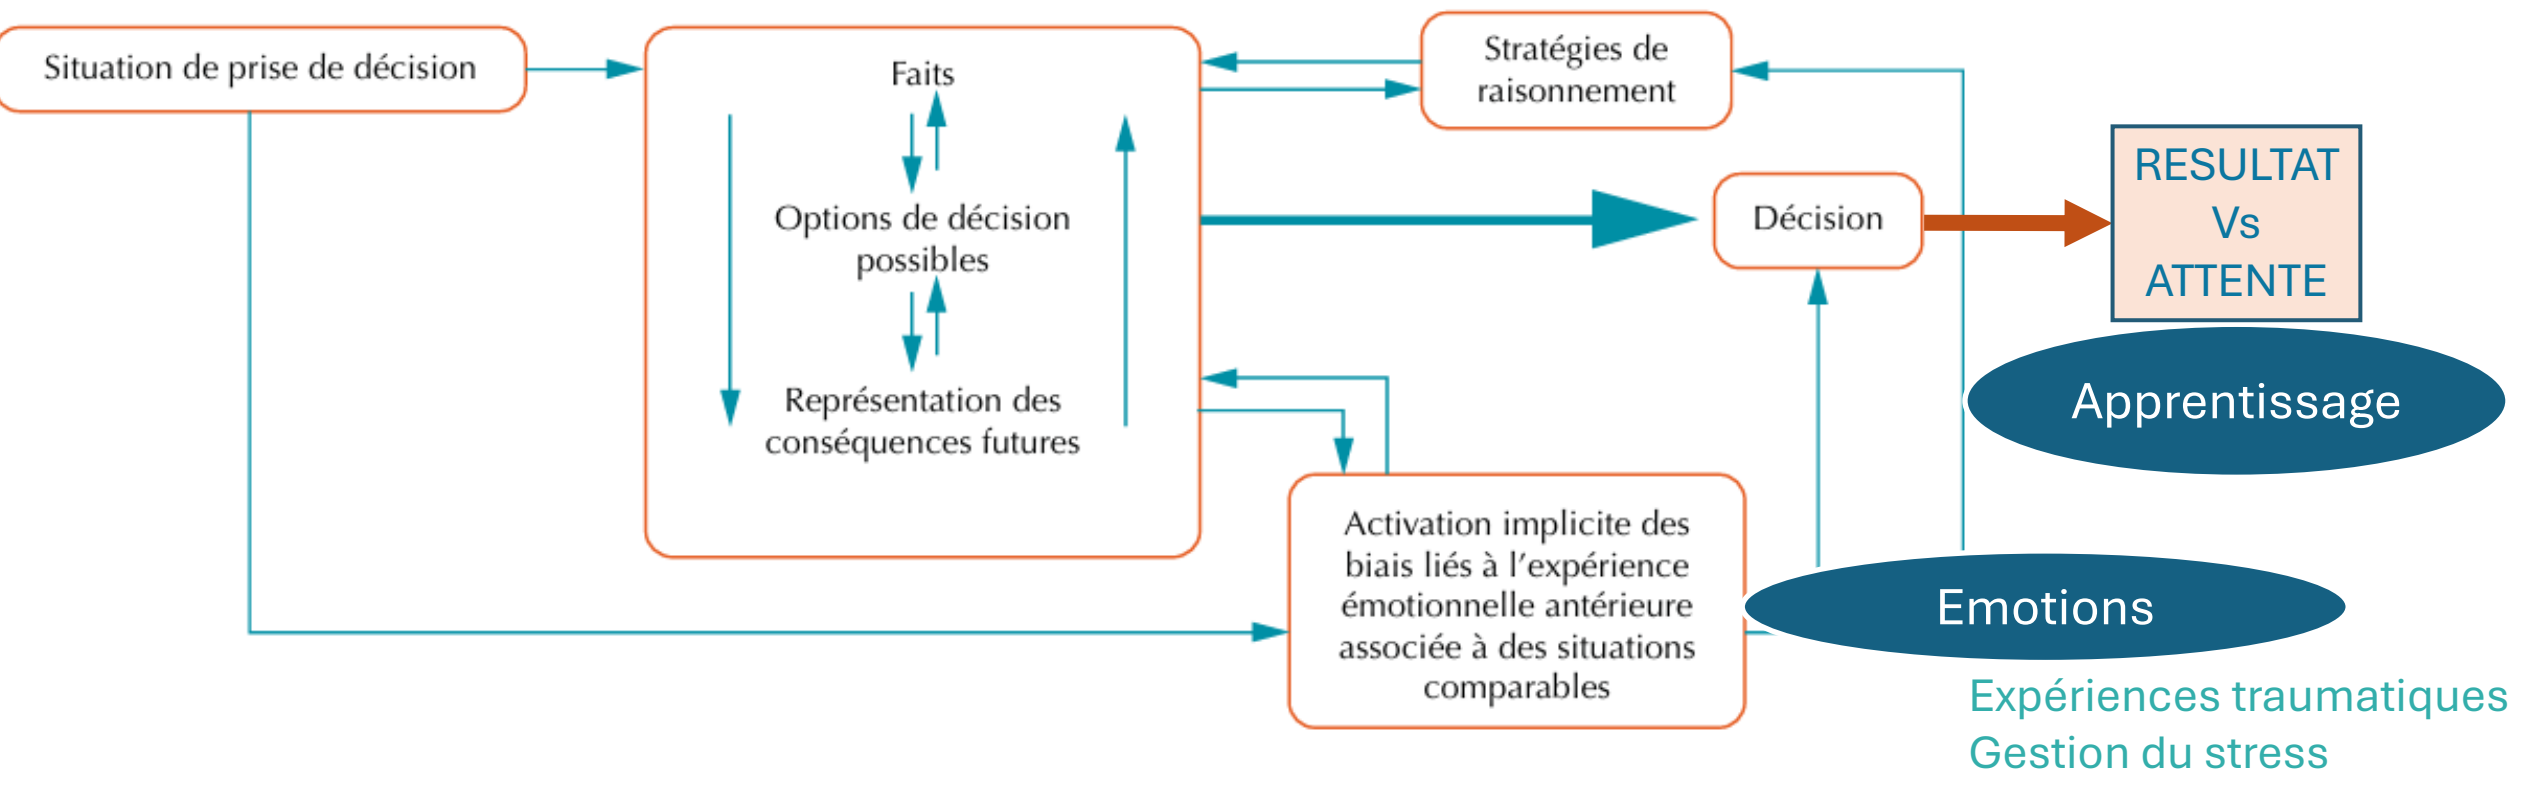 Situation de prise de décision
Faits
Options de décision
possibles
Représentation des
conséquences futures
Stratégies de
raisonnement
Décision
RESULTAT
Vs
ATTENTE
Apprentissage
Activation implicite des
biais liés à l’expérience
émotionnelle antérieure
associée à des situations
comparables
Emotions
Expériences traumatiques
Gestion du stress